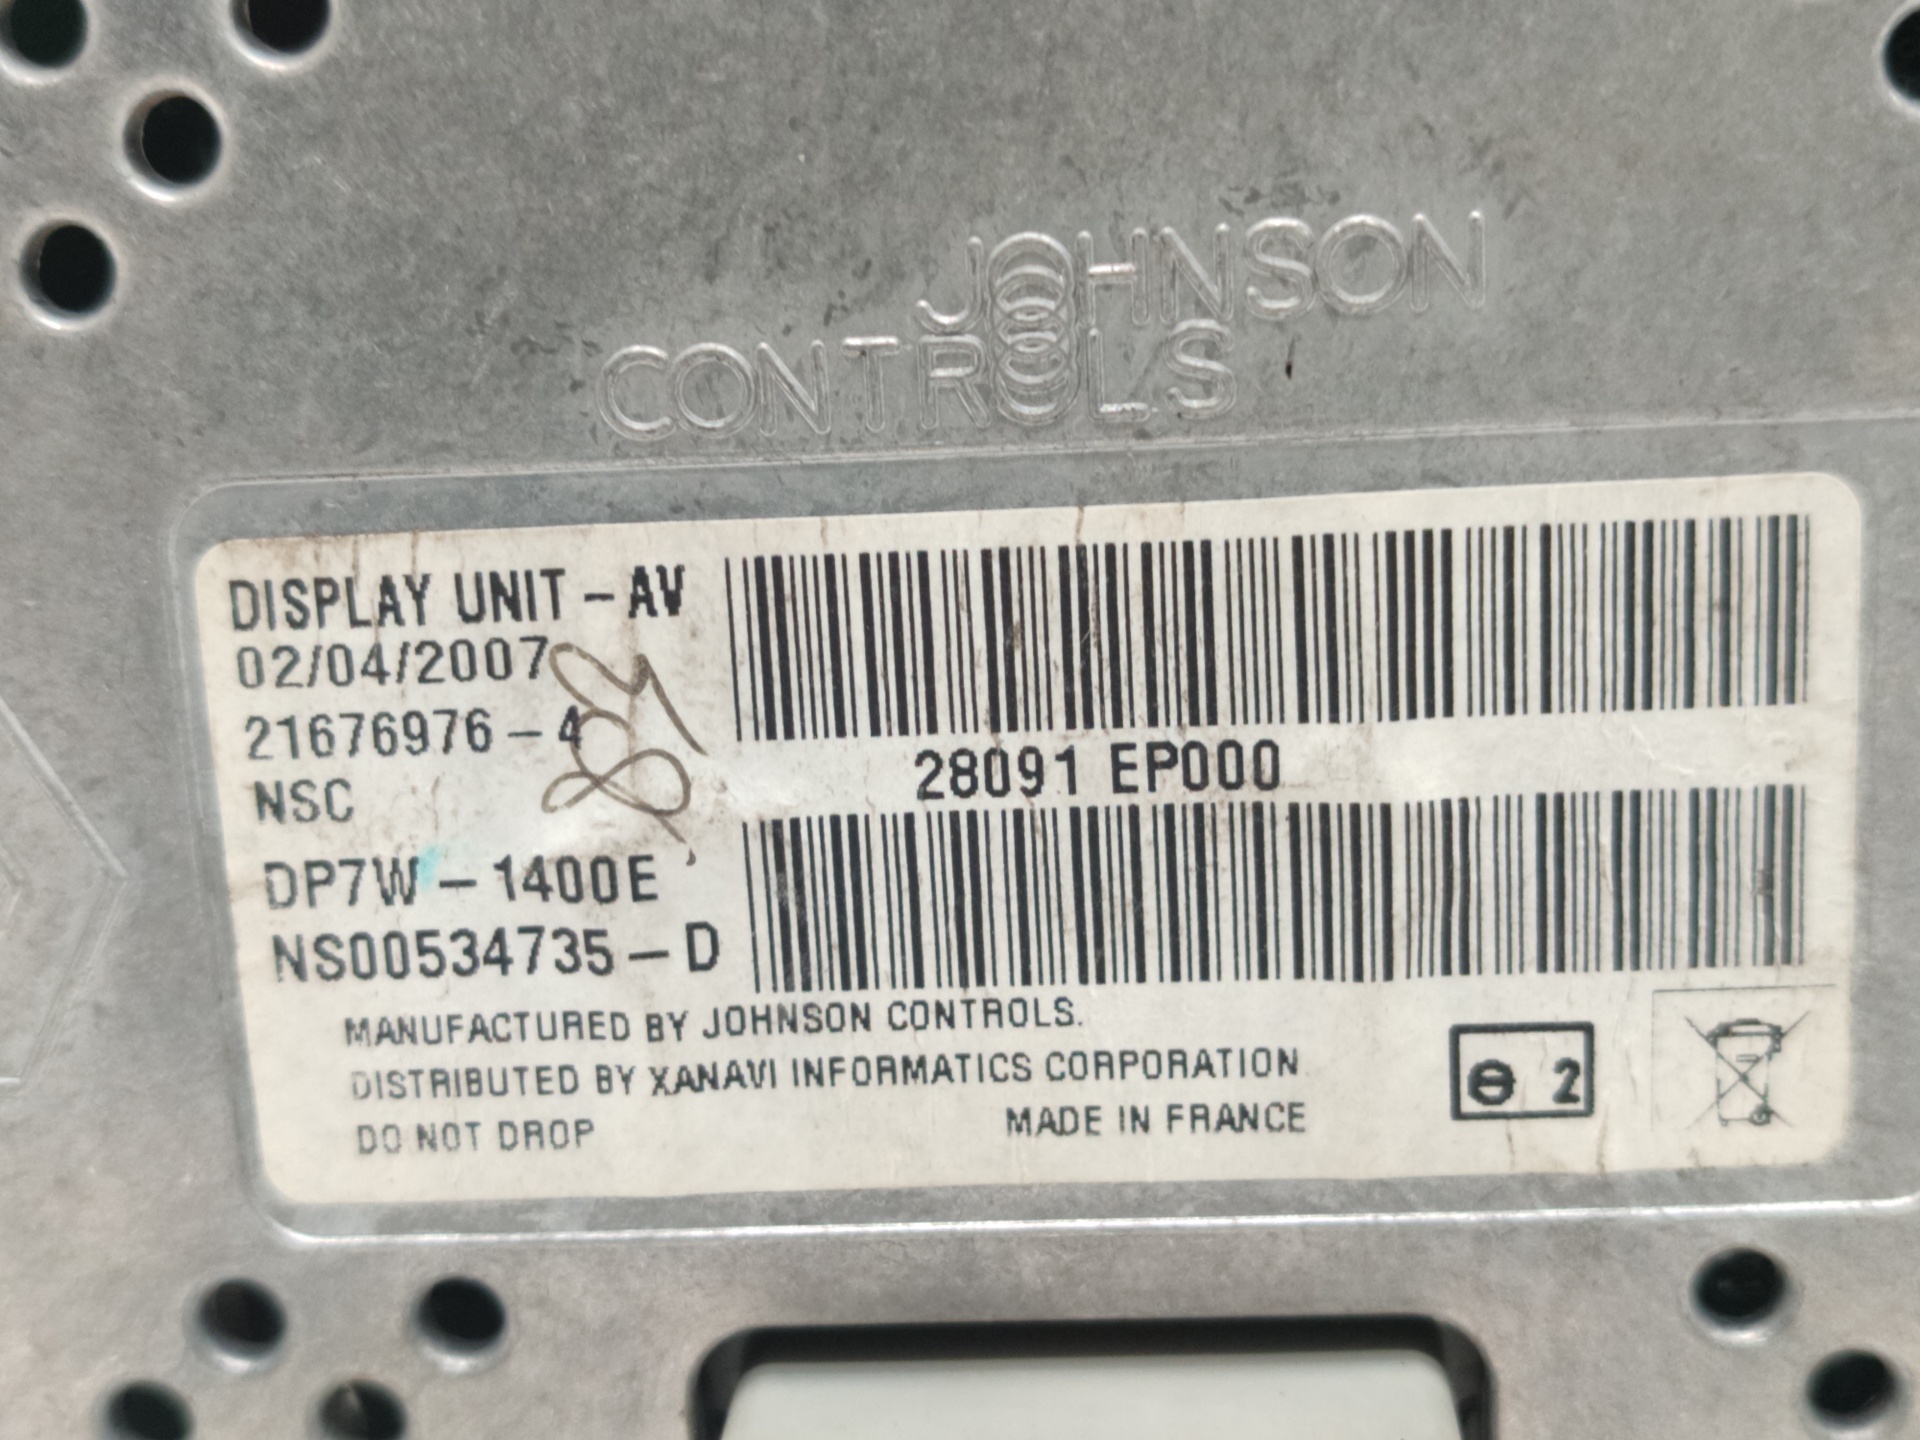 JOHNSON
CONTROLS
DISPLAY UNIT - AV
02/04/2007
21676976 - 4
NSC
28091 EP000
DP7W - 1400E
NS00534735 - D
MANUFACTURED BY JOHNSON CONTROLS.
DISTRIBUTED BY XANAVI INFORMATICS CORPORATION
DO NOT DROP
MADE IN FRANCE
2